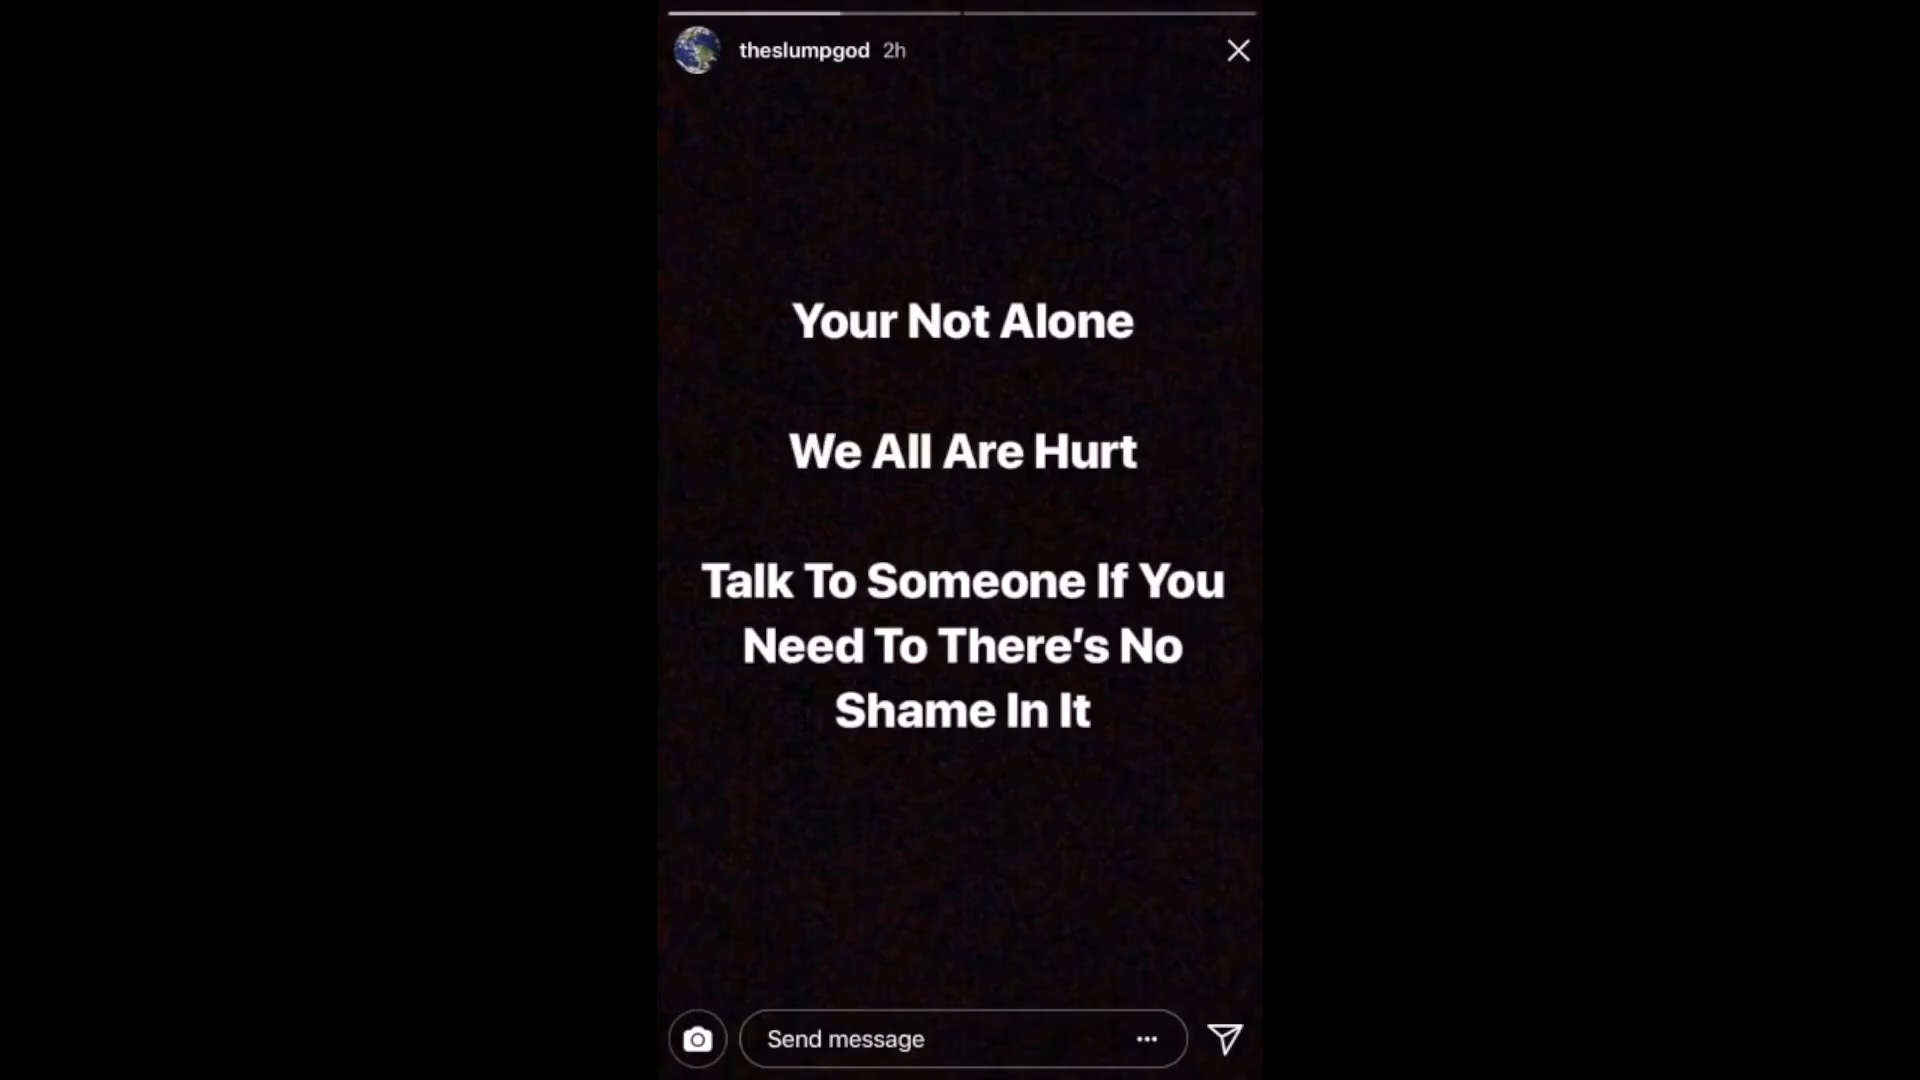 theslumpgod 2h
Your Not Alone
We All Are Hurt
Talk To Someone If You
Need To There's No
Shame In It
Send message